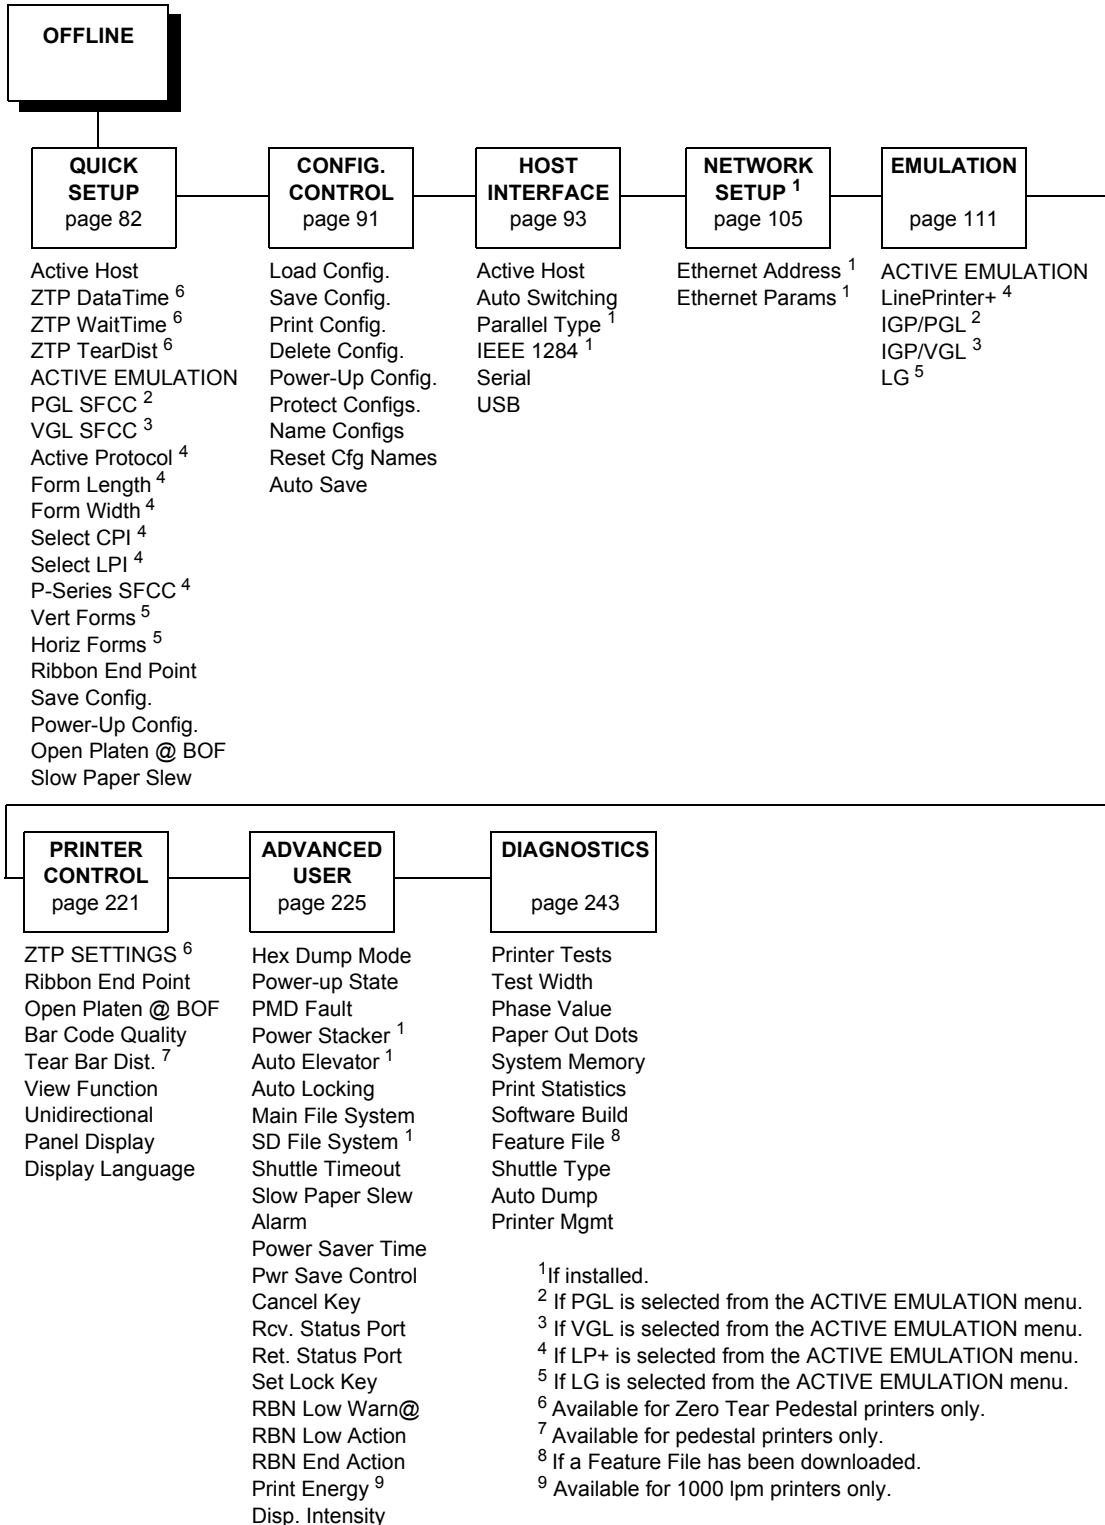 OFFLINE
QUICK
SETUP
page 82
CONFIG.
CONTROL
page 91
HOST
INTERFACE
page 93
NETWORK
SETUP 1
page 105
EMULATION
page 111
Active Host
ZTP DataTime 6
ZTP WaitTime 6
ZTP TearDist 6
ACTIVE EMULATION
PGL SFCC 2
VGL SFCC 3
Active Protocol 4
Form Length 4
Form Width 4
Select CPI 4
Select LPI 4
P-Series SFCC 4
Vert Forms 5
Horiz Forms 5
Ribbon End Point
Save Config.
Power-Up Config.
Open Platen @ BOF
Slow Paper Slew
Load Config.
Save Config.
Print Config.
Delete Config.
Power-Up Config.
Protect Configs.
Name Configs
Reset Cfg Names
Auto Save
Active Host
Auto Switching
Parallel Type 1
IEEE 1284 1
Serial
USB
Ethernet Address 1
Ethernet Params 1
ACTIVE EMULATION
LinePrinter+ 4
IGP/PGL 2
IGP/VGL 3
LG 5
PRINTER
CONTROL
page 221
ADVANCED
USER
page 225
DIAGNOSTICS
page 243
ZTP SETTINGS 6
Ribbon End Point
Open Platen @ BOF
Bar Code Quality
Tear Bar Dist. 7
View Function
Unidirectional
Panel Display
Display Language
Hex Dump Mode
Power-up State
PMD Fault
Power Stacker 1
Auto Elevator 1
Auto Locking
Main File System
SD File System 1
Shuttle Timeout
Slow Paper Slew
Alarm
Power Saver Time
Pwr Save Control
Cancel Key
Rcv. Status Port
Ret. Status Port
Set Lock Key
RBN Low Warn@
RBN Low Action
RBN End Action
Print Energy 9
Disp. Intensity
Printer Tests
Test Width
Phase Value
Paper Out Dots
System Memory
Print Statistics
Software Build
Feature File 8
Shuttle Type
Auto Dump
Printer Mgmt
1If installed.
2 If PGL is selected from the ACTIVE EMULATION menu.
3 If VGL is selected from the ACTIVE EMULATION menu.
4 If LP+ is selected from the ACTIVE EMULATION menu.
5 If LG is selected from the ACTIVE EMULATION menu.
6 Available for Zero Tear Pedestal printers only.
7 Available for pedestal printers only.
8 If a Feature File has been downloaded.
9 Available for 1000 lpm printers only.